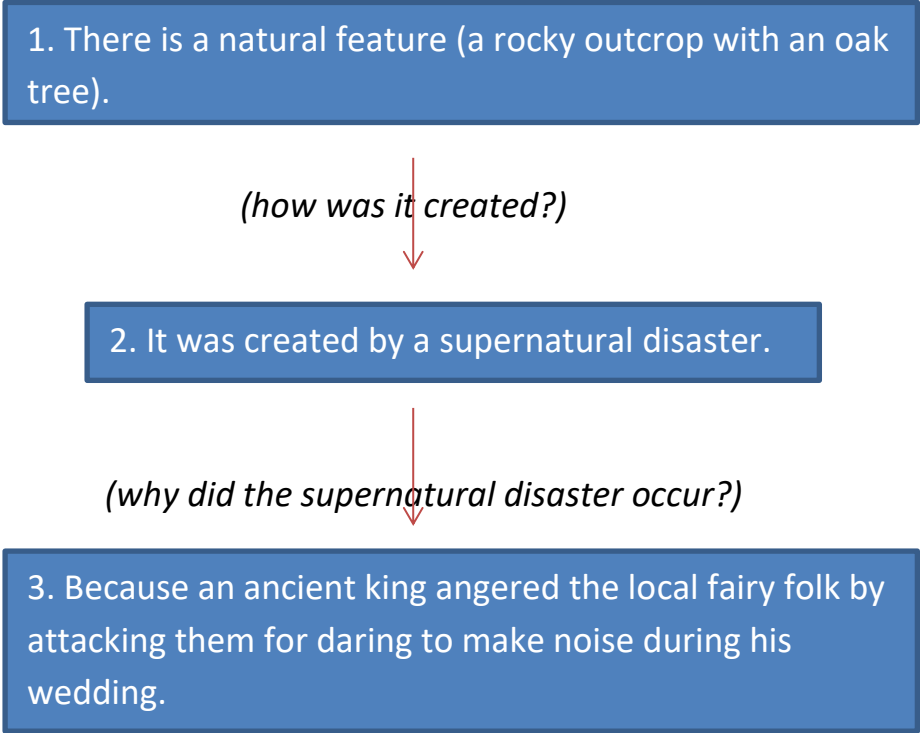 1. There is a natural feature (a rocky outcrop with an oak
tree).
(how was it created?)
2. It was created by a supernatural disaster.
(why did the supernatural disaster occur?)
3. Because an ancient king angered the local fairy folk by
attacking them for daring to make noise during his
wedding.